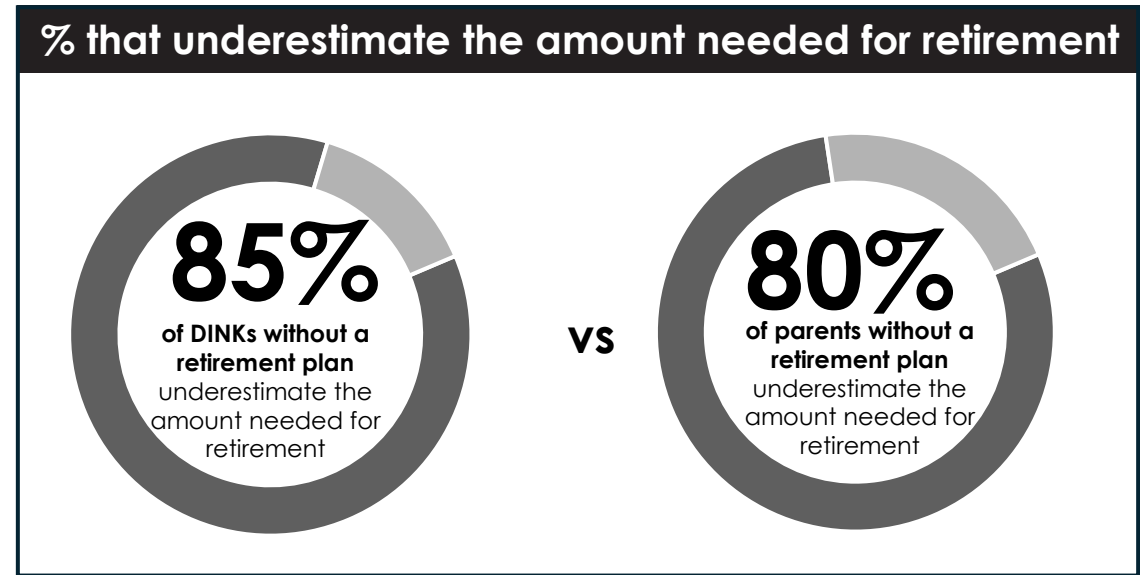 % that underestimate the amount needed for retirement
85%
of DINKs without a
retirement plan
underestimate the
amount needed for
retirement
vs
80%
of parents without a
retirement plan
underestimate the
amount needed for
retirement